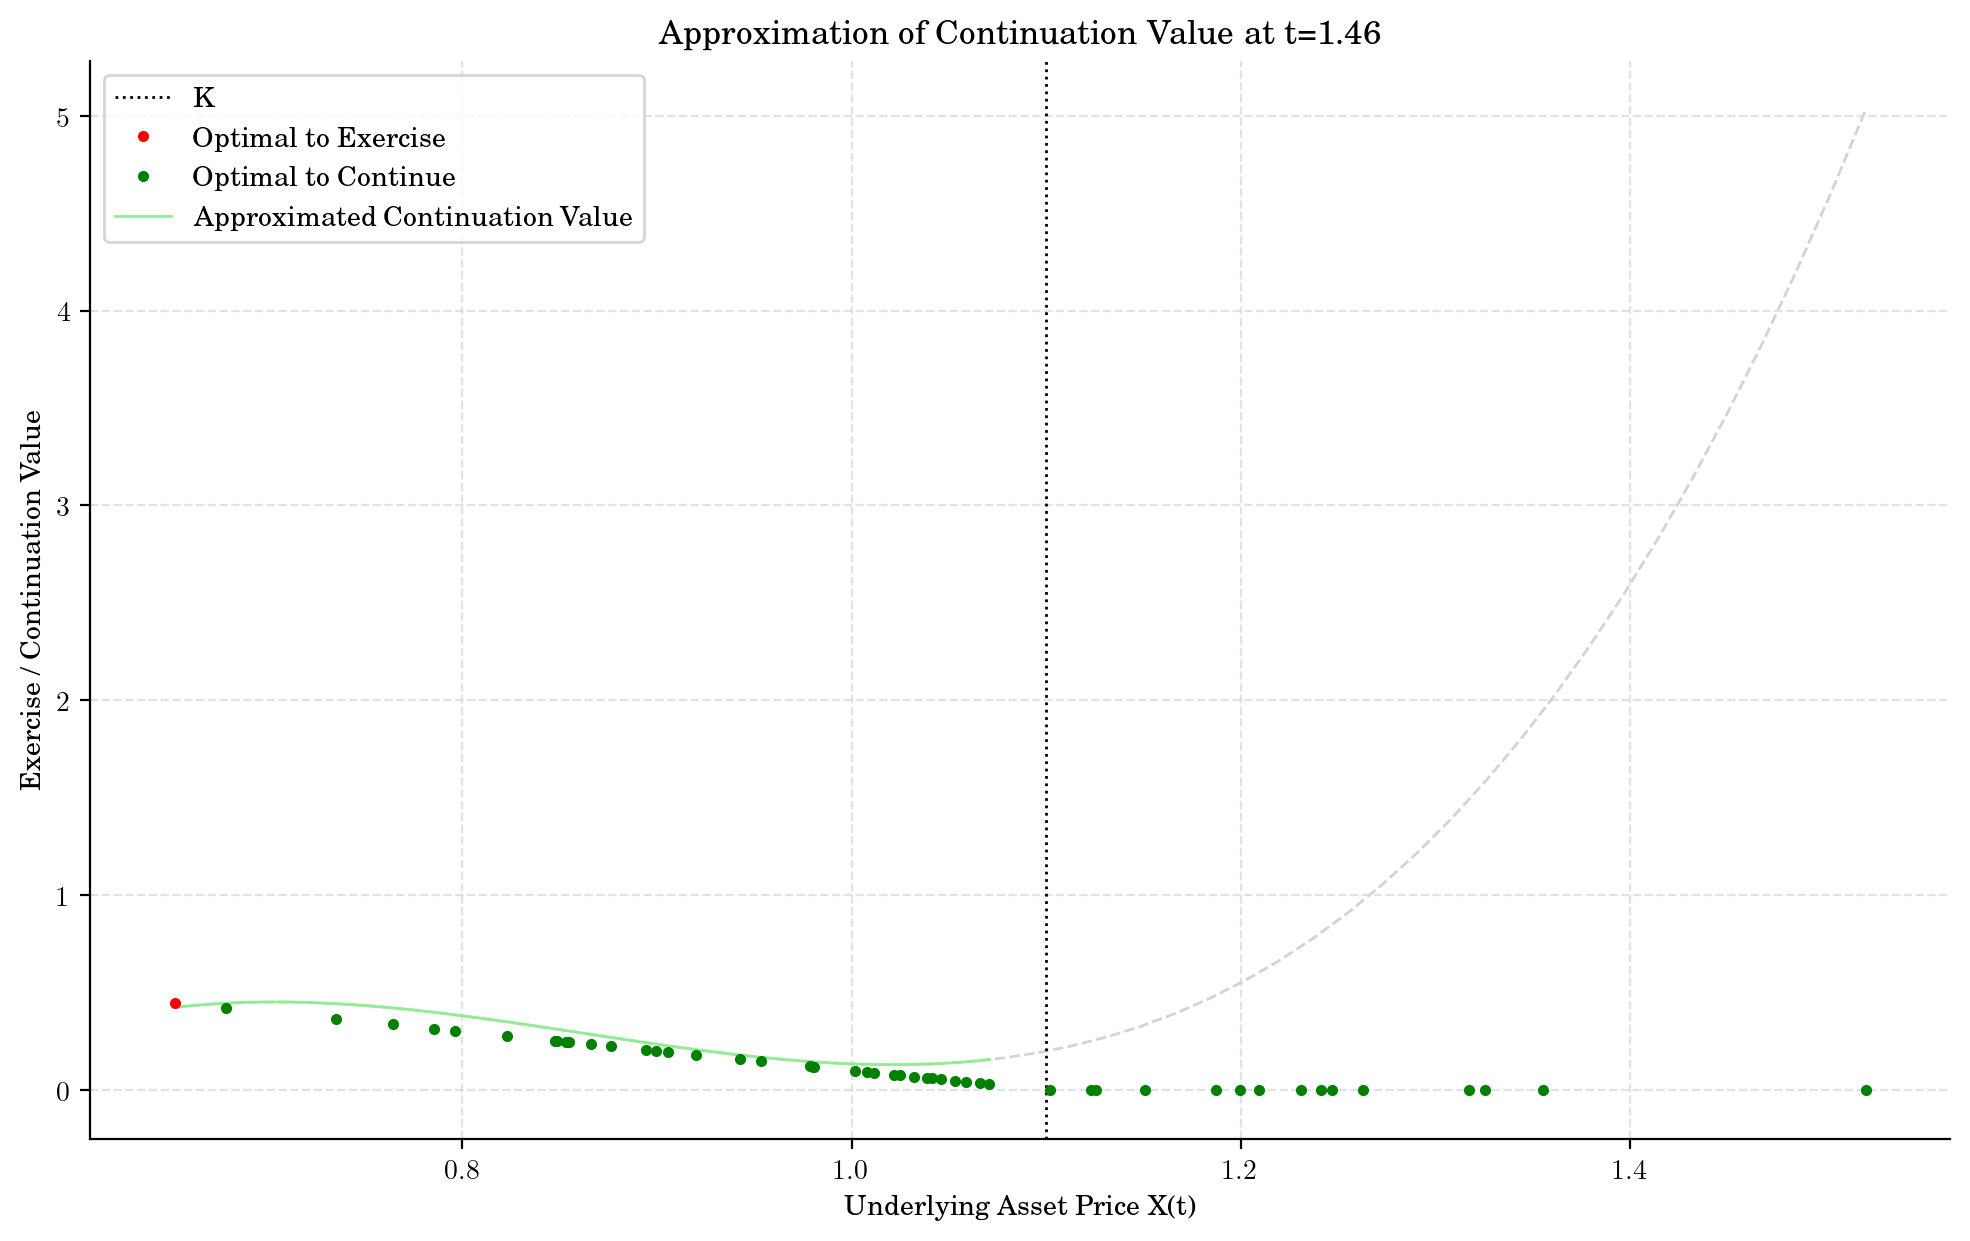 Approximation of Continuation Value at t=1.46
K
Optimal to Exercise
Optimal to Continue
Approximated Continuation Value
Exercise / Continuation Value
5
4
3
2
1
0
0.8
1.0
1.2
1.4
Underlying Asset Price X(t)